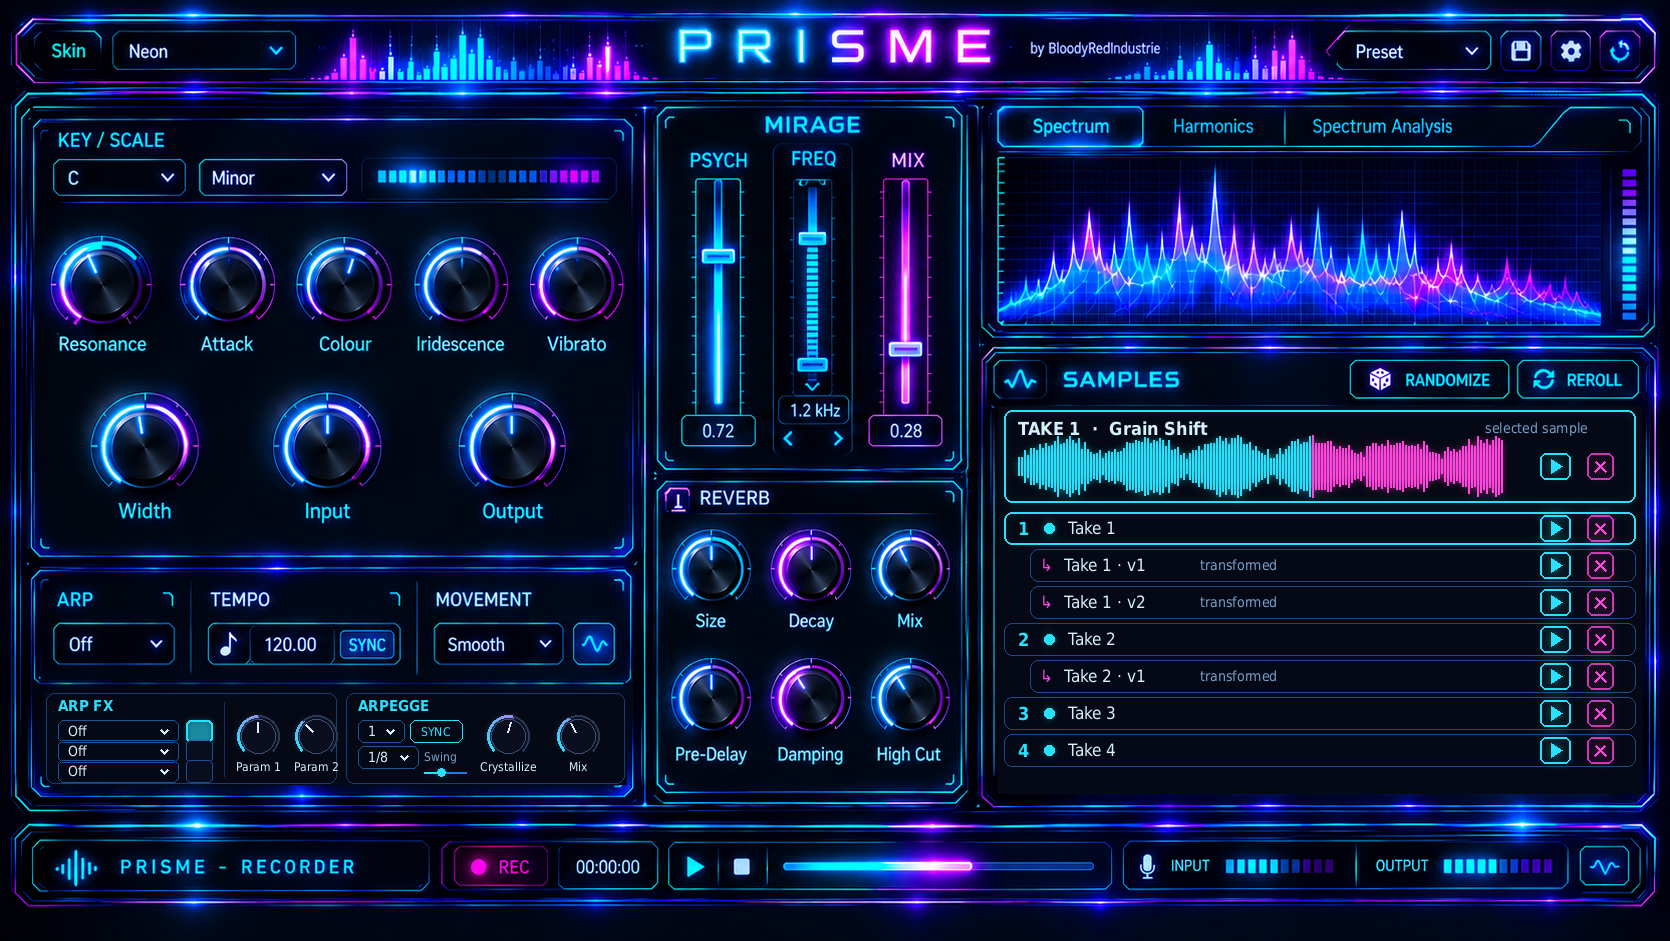 Skin
Neon
PRISME
by BloodyRedIndustrie
Preset
KEY / SCALE
C
Minor
Resonance
Attack
Colour
Iridescence
Vibrato
Width
Input
Output
ARP
Off
TEMPO
120.00
SYNC
MOVEMENT
Smooth
ARP FX
Off
Off
Off
Param 1
Param 2
ARPEGGE
1
SYNC
1/8
Swing
Crystallize
Mix
MIRAGE
PSYCH
FREQ
MIX
0.72
1.2 kHz
0.28
REVERB
Size
Decay
Mix
Pre-Delay
Damping
High Cut
Spectrum
Harmonics
Spectrum Analysis
SAMPLES
RANDOMIZE
REROLL
TAKE 1 · Grain Shift
selected sample
1 Take 1
Take 1 · v1 transformed
Take 1 · v2 transformed
2 Take 2
Take 2 · v1 transformed
3 Take 3
4 Take 4
PRISME - RECORDER
REC
00:00:00
INPUT
OUTPUT